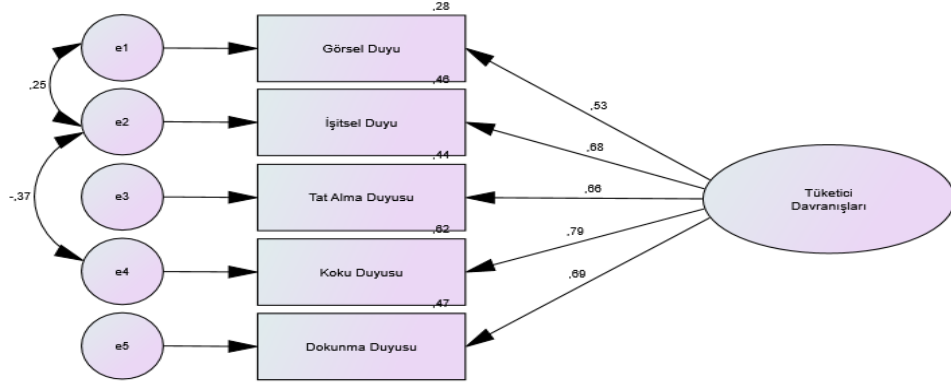 ,28
e1
Görsel Duyu
,46
,25
,53
e2
İşitsel Duyu
,68
,44
-,37
e3
Tat Alma Duyusu
,66
Tüketici
Davranışları
,62
e4
Koku Duyusu
,79
,47
,69
e5
Dokunma Duyusu